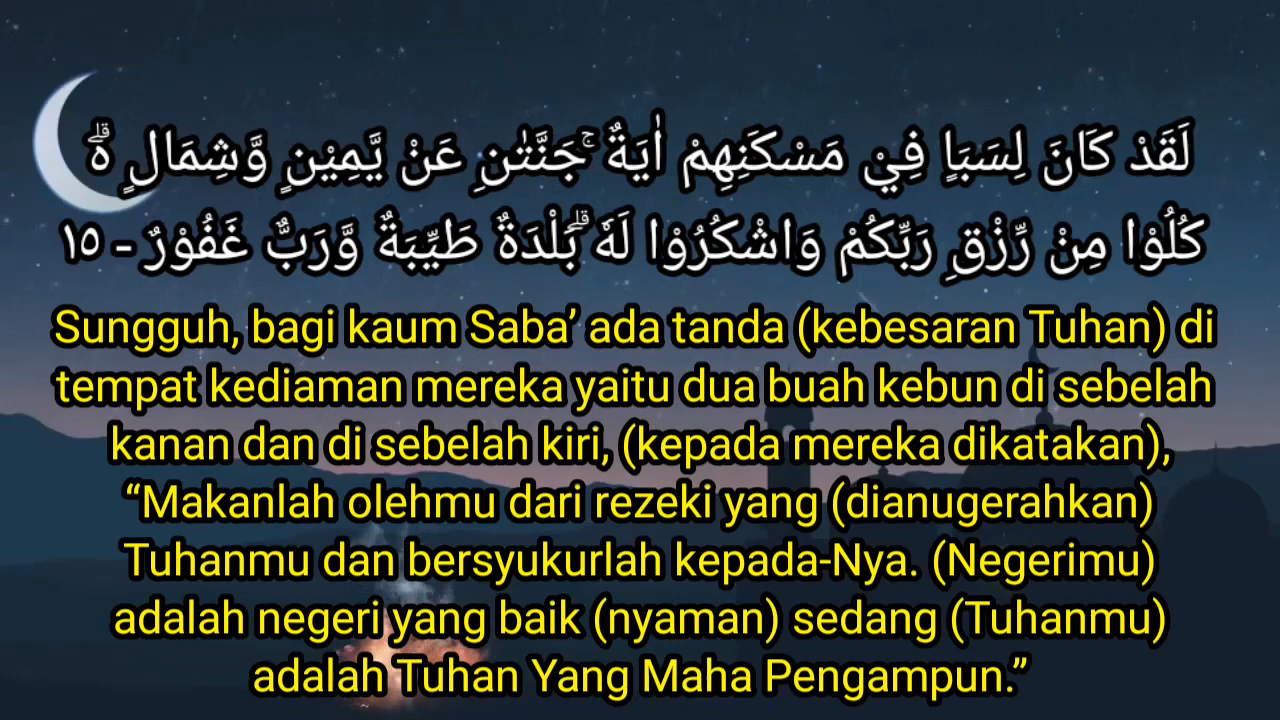 لَقَدْ كَانَ لِسَبَاٍ فِيْ مَسْكَنِهِمْ اٰيَةٌ ۚجَنَّتٰنِ عَنْ يَّمِيْنٍ وَّشِمَالٍ ەۗ
كُلُوْا مِنْ رِّزْقِ رَبِّكُمْ وَاشْكُرُوْا لَهٗ ۗبَلْدَةٌ طَيِّبَةٌ وَّرَبٌّ غَفُوْرٌ - ١٥
Sungguh, bagi kaum Saba’ ada tanda (kebesaran Tuhan) di
tempat kediaman mereka yaitu dua buah kebun di sebelah
kanan dan di sebelah kiri, (kepada mereka dikatakan),
“Makanlah olehmu dari rezeki yang (dianugerahkan)
Tuhanmu dan bersyukurlah kepada-Nya. (Negerimu)
adalah negeri yang baik (nyaman) sedang (Tuhanmu)
adalah Tuhan Yang Maha Pengampun.”